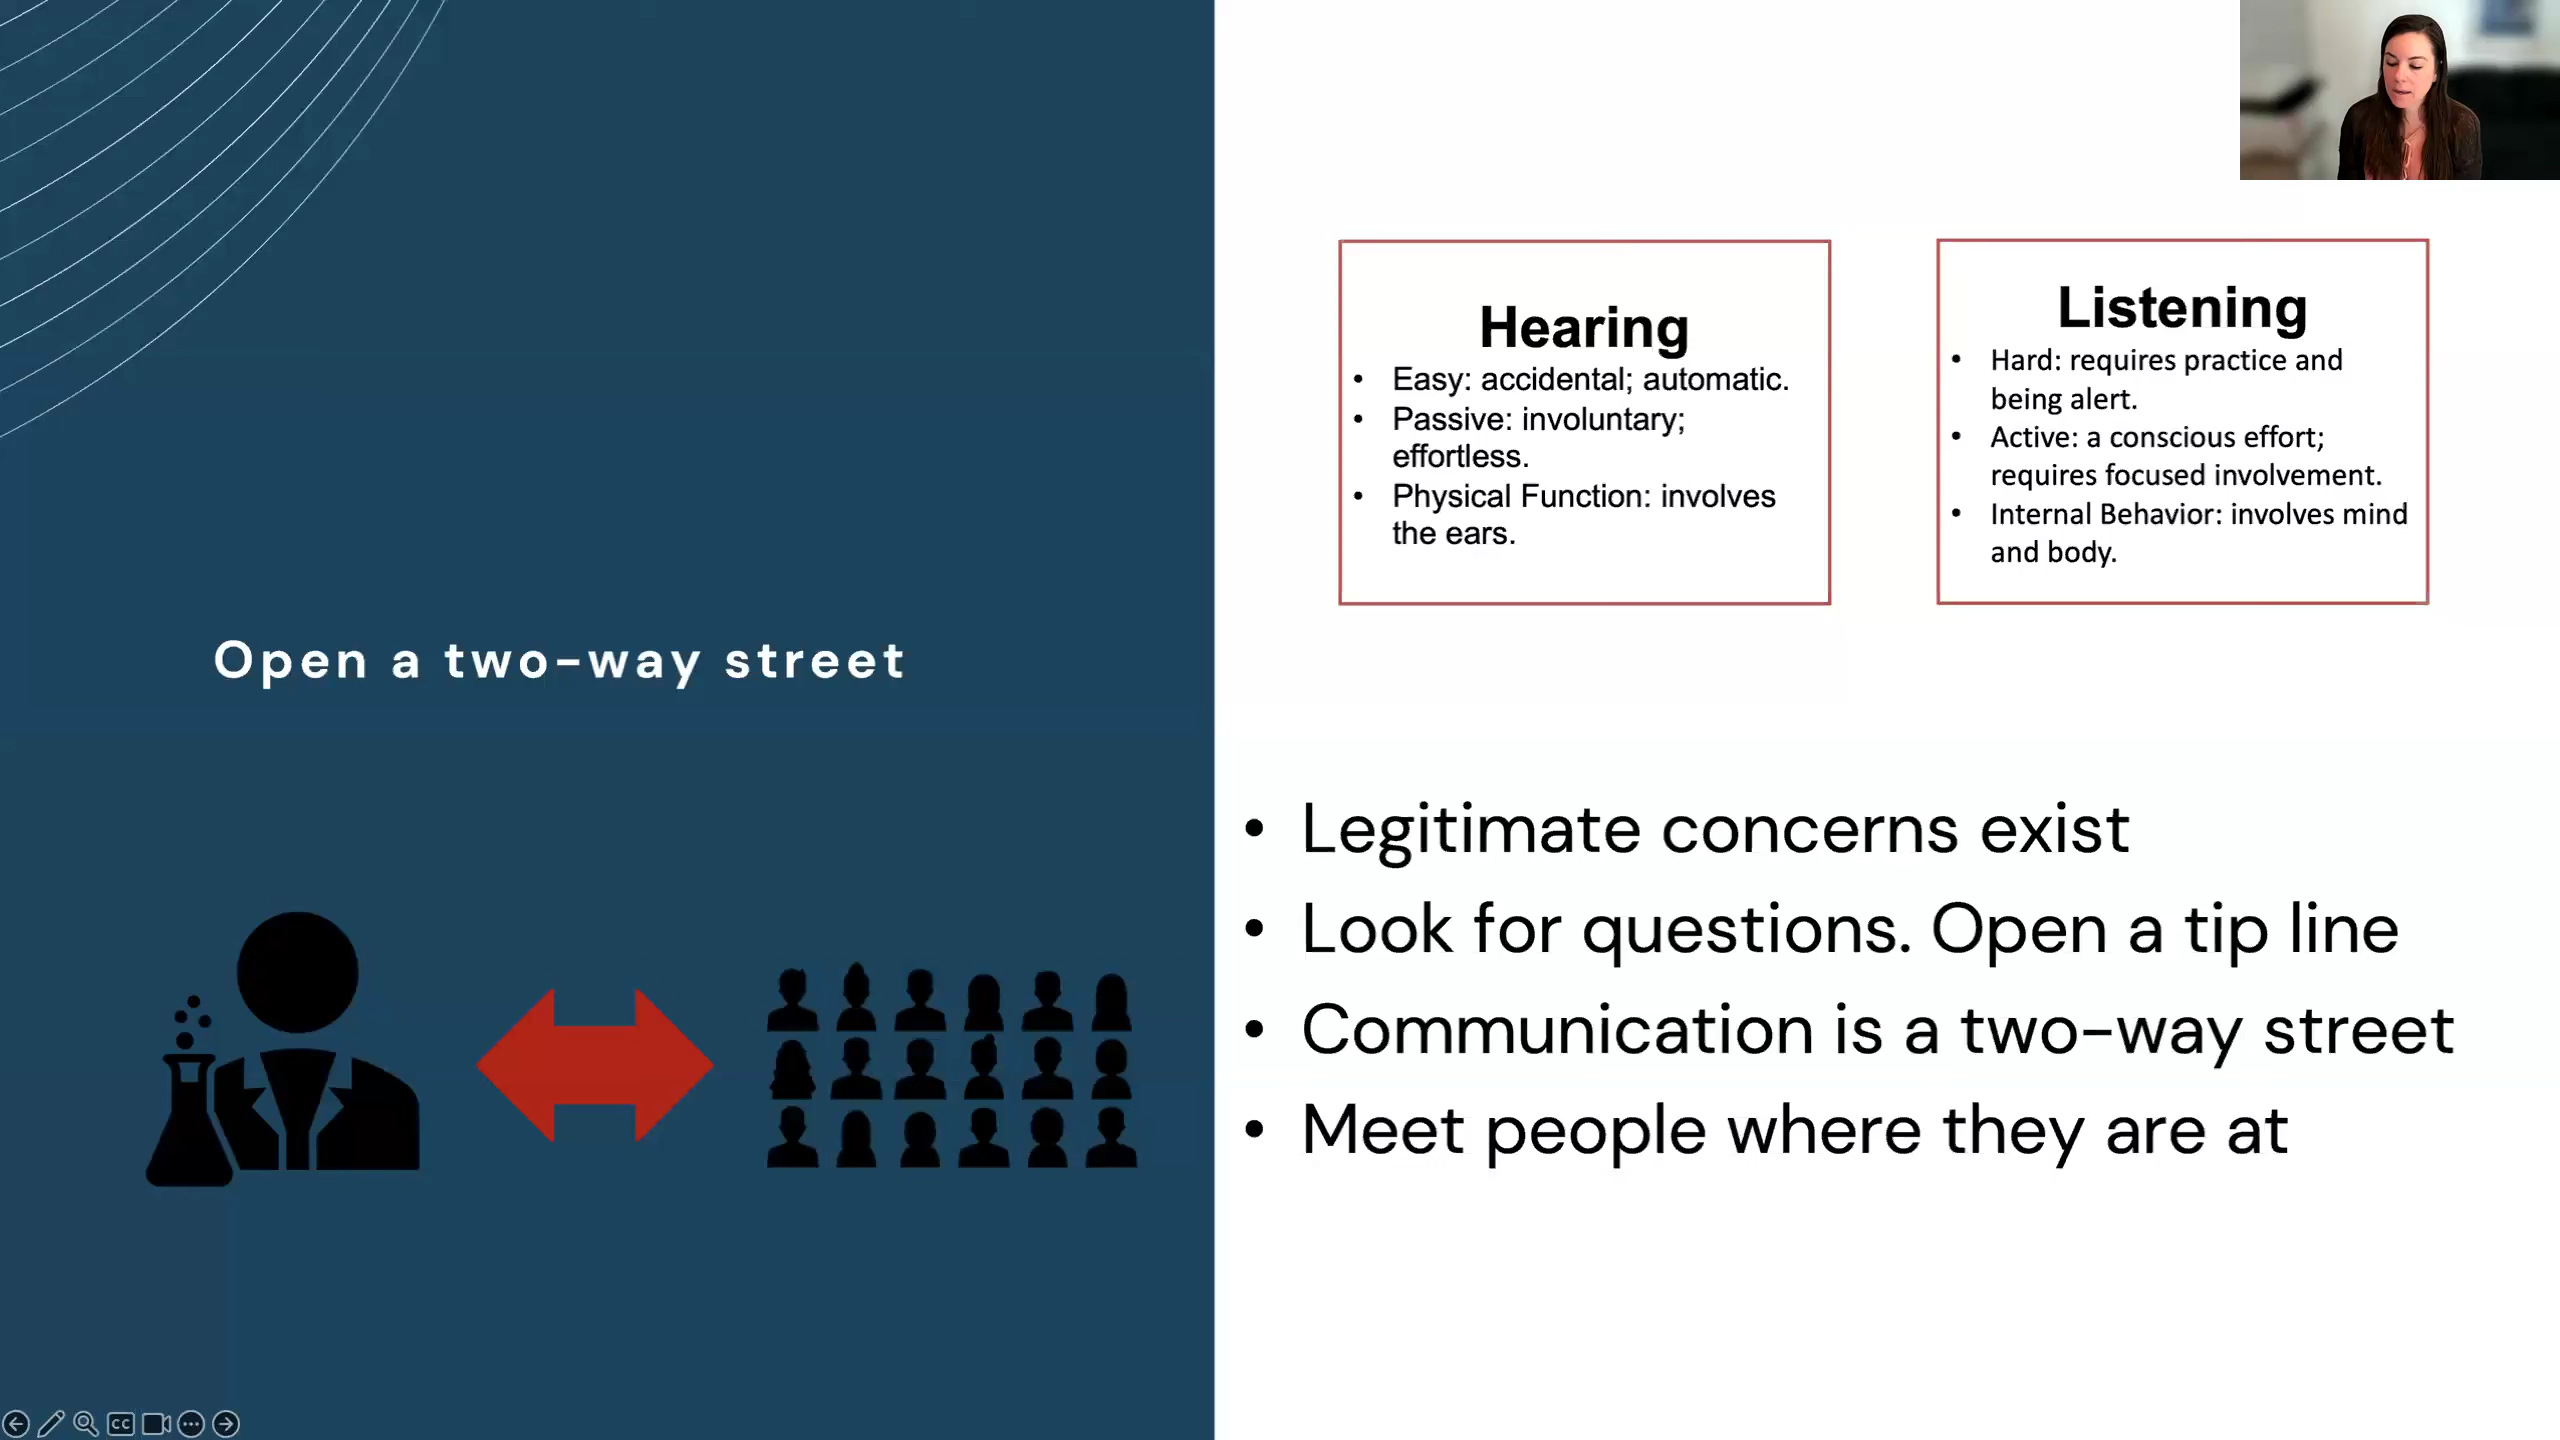 Open a two-way street
Hearing
• Easy: accidental; automatic.
• Passive: involuntary;
effortless.
• Physical Function: involves
the ears.
Listening
• Hard: requires practice and
being alert.
• Active: a conscious effort;
requires focused involvement.
• Internal Behavior: involves mind
and body.
• Legitimate concerns exist
• Look for questions. Open a tip line
• Communication is a two-way street
• Meet people where they are at
CC